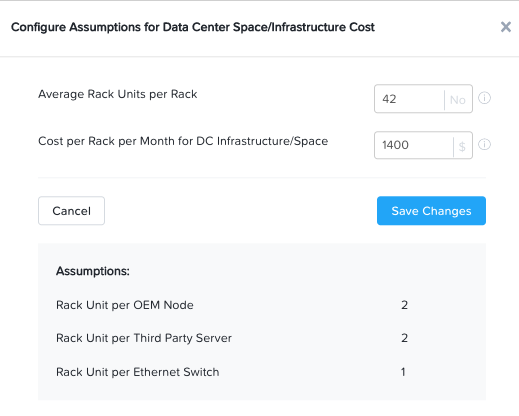 Configure Assumptions for Data Center Space/Infrastructure Cost
Average Rack Units per Rack 42 No
Cost per Rack per Month for DC Infrastructure/Space 1400 $
Cancel Save Changes
Assumptions:
Rack Unit per OEM Node 2
Rack Unit per Third Party Server 2
Rack Unit per Ethernet Switch 1